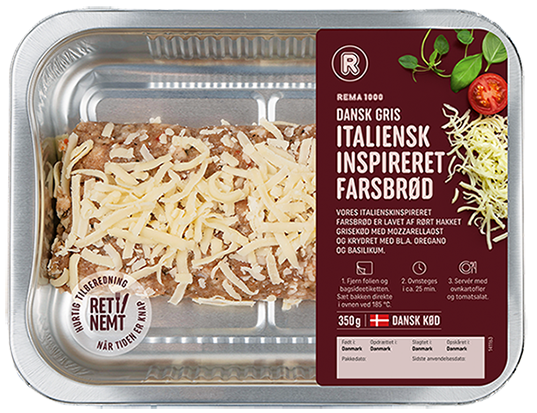 R
REMA 1000
DANSK GRIS
ITALIENSK
INSPIRERET
FARSBRØD
VORES ITALIENSKINSPIRERET
FARSBRØD ER LAVET AF RØRT HAKKET
GRISEKØD MED MOZZARELLAOST
OG KRYDRET MED BL.A. OREGANO
OG BASILIKUM.
1. Fjern folien og
bagsideetiketten.
Sæt bakken direkte
i ovnen ved 185 °C.
2. Ovnsteges
i ca. 25 min.
3. Servér med
ovnkartofler
og tomatsalat.
350 g
DANSK KØD
Født i:
Danmark
Opdrættet i:
Danmark
Slagtet i:
Danmark
Opskåret i:
Danmark
Pakkedato:
Sidste anvendelsesdato:
HURTIG TILBEREDNING
RET//
NEMT
NÅR TIDEN ER KNAP